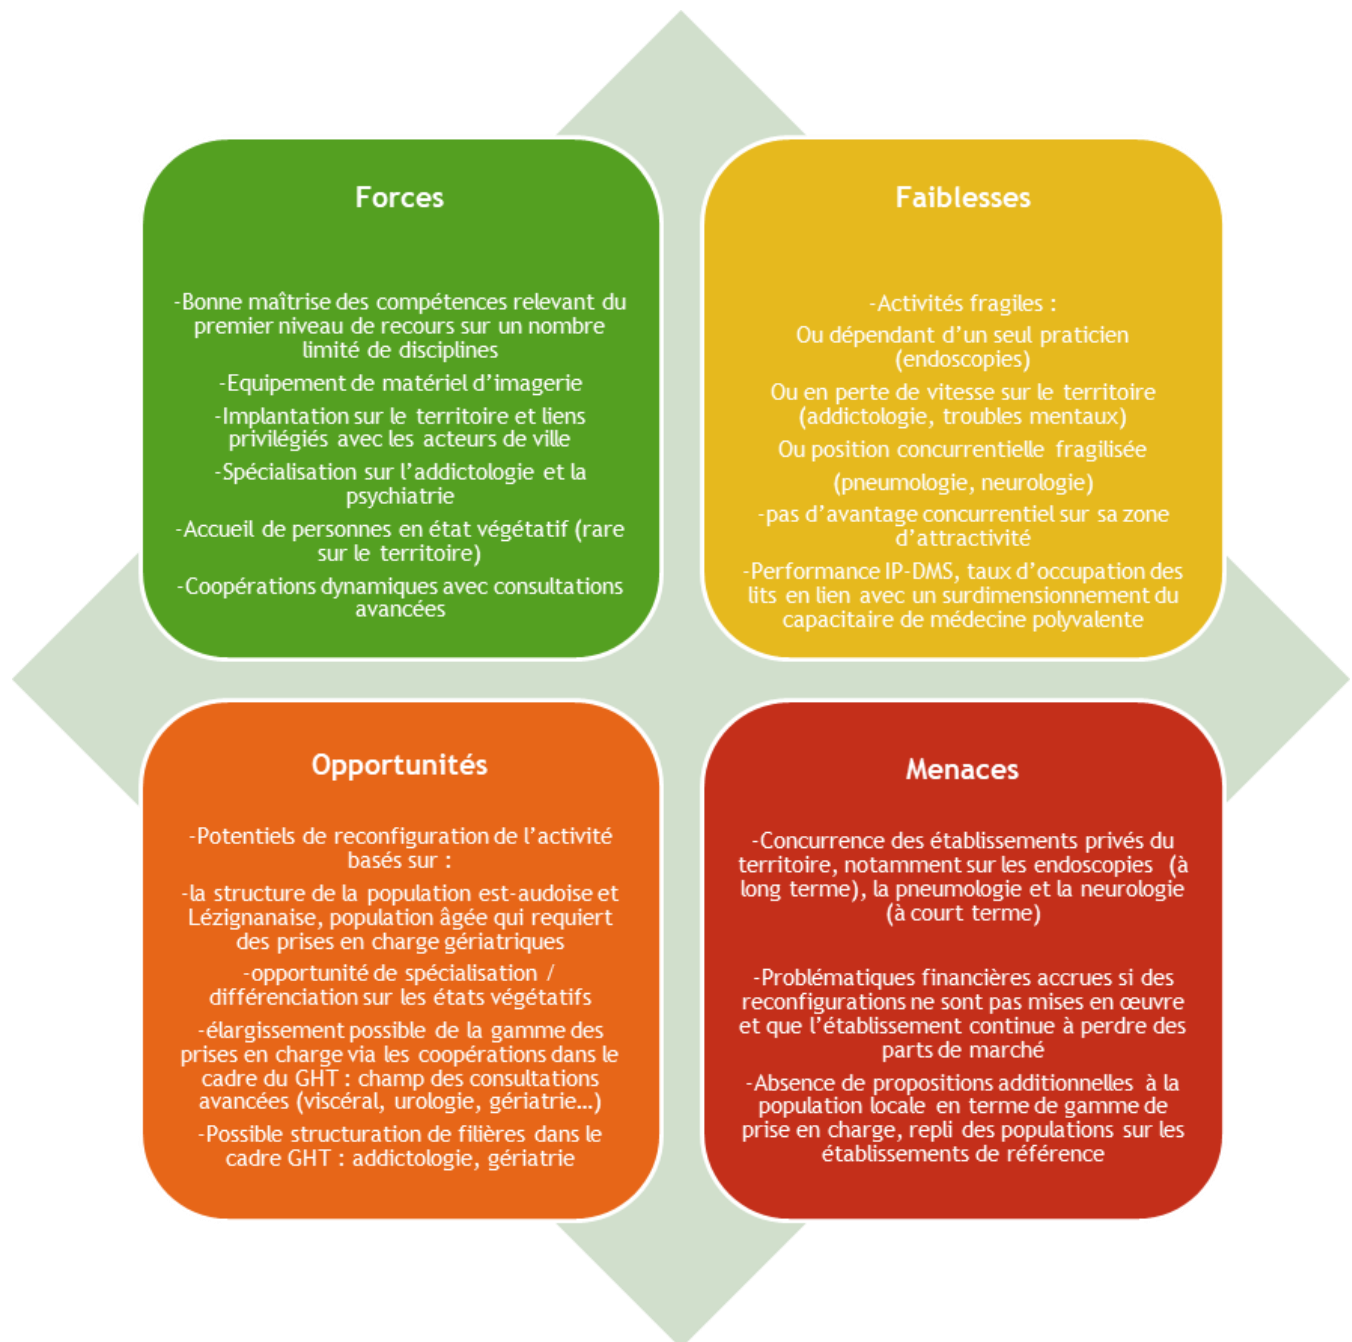 Forces
-Bonne maîtrise des compétences relevant du
premier niveau de recours sur un nombre
limité de disciplines
-Equipement de matériel d’imagerie
-Implantation sur le territoire et liens
privilégiés avec les acteurs de ville
-Spécialisation sur l’addictologie et la
psychiatrie
-Accueil de personnes en état végétatif (rare
sur le territoire)
-Coopérations dynamiques avec consultations
avancées
Faiblesses
-Activités fragiles :
Ou dépendant d’un seul praticien
(endoscopies)
Ou en perte de vitesse sur le territoire
(addictologie, troubles mentaux)
Ou position concurrentielle fragilisée
(pneumologie, neurologie)
-pas d’avantage concurrentiel sur sa zone
d’attractivité
-Performance IP-DMS, taux d’occupation des
lits en lien avec un surdimensionnement du
capacitaire de médecine polyvalente
Opportunités
-Potentiels de reconfiguration de l’activité
basés sur :
-la structure de la population est-audoise et
Lézignanaise, population âgée qui requiert
des prises en charge gériatriques
-opportunité de spécialisation /
différenciation sur les états végétatifs
-élargissement possible de la gamme des
prises en charge via les coopérations dans le
cadre du GHT : champ des consultations
avancées (viscéral, urologie, gériatrie…)
-Possible structuration de filières dans le
cadre GHT : addictologie, gériatrie
Menaces
-Concurrence des établissements privés du
territoire, notamment sur les endoscopies (à
long terme), la pneumologie et la neurologie
(à court terme)
-Problématiques financières accrues si des
reconfigurations ne sont pas mises en œuvre
et que l’établissement continue à perdre des
parts de marché
-Absence de propositions additionnelles à la
population locale en terme de gamme de
prise en charge, repli des populations sur les
établissements de référence